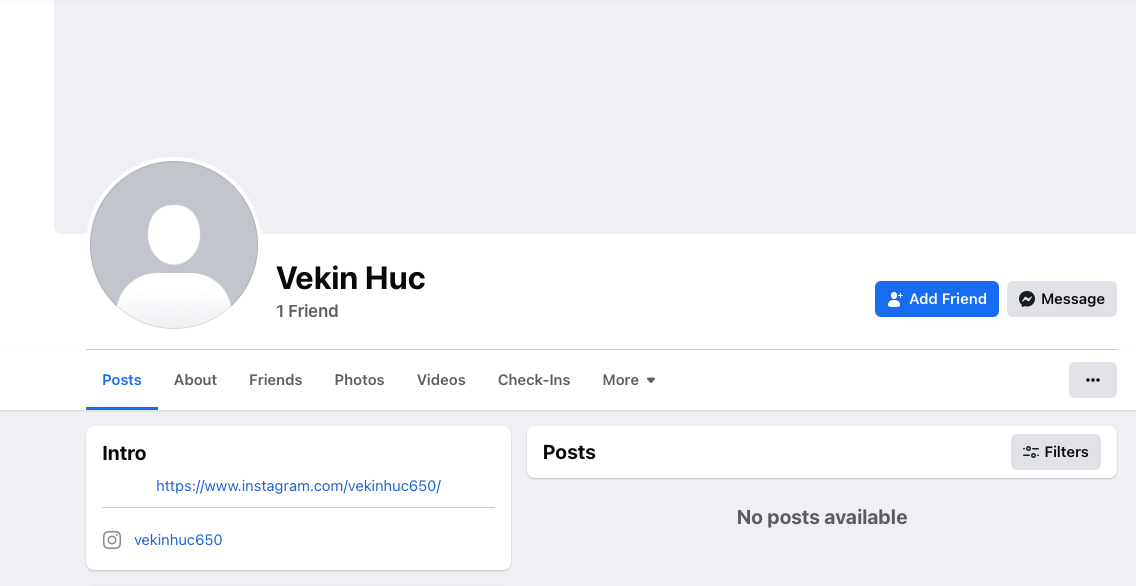 Vekin Huc
1 Friend
Add Friend
Message
Posts
About
Friends
Photos
Videos
Check-Ins
More
Intro
https://www.instagram.com/vekinhuc650/
vekinhuc650
Posts
Filters
No posts available